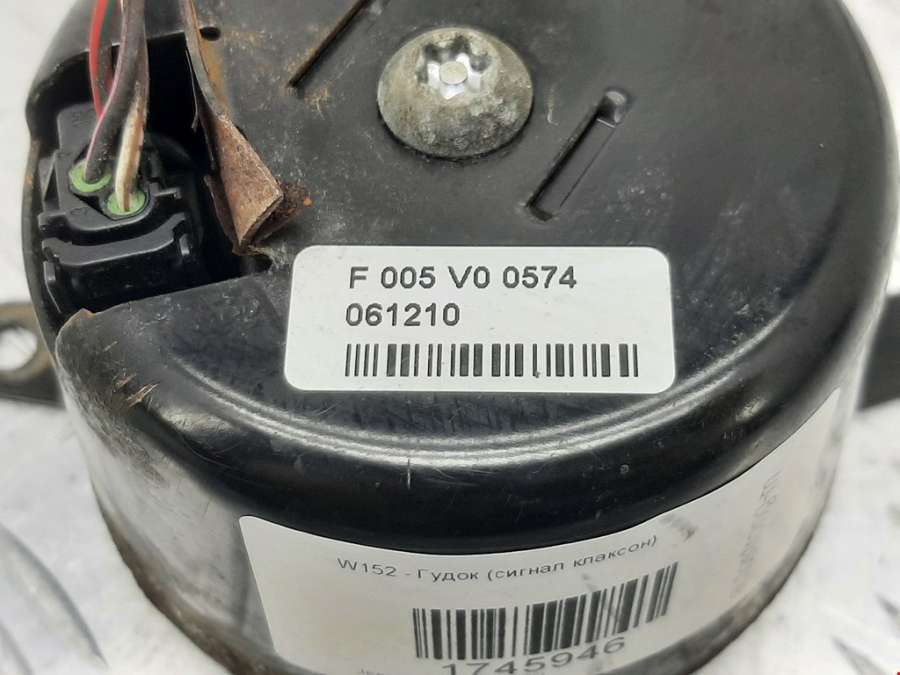 F 005 V0 0574
061210
W152 - Гудок (сигнал клаксон)
1745946